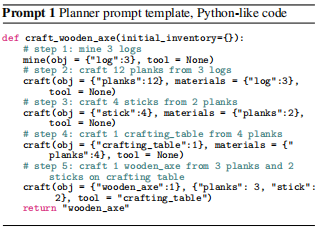 Prompt 1 Planner prompt template, Python-like code
def craft_wooden_axe(initial_inventory={}):
# step 1: mine 3 logs
mine(obj = {"log":3}, tool = None)
# step 2: craft 12 planks from 3 logs
craft(obj = {"planks":12}, materials = {"log":3},
tool = None)
# step 3: craft 4 sticks from 2 planks
craft(obj = {"stick":4}, materials = {"planks":2},
tool = None)
# step 4: craft 1 crafting_table from 4 planks
craft(obj = {"crafting_table":1}, materials = {"
planks":4}, tool = None)
# step 5: craft 1 wooden_axe from 3 planks and 2
sticks on crafting table
craft(obj = {"wooden_axe":1}, {"planks": 3, "stick":
2}, tool = "crafting_table")
return "wooden_axe"